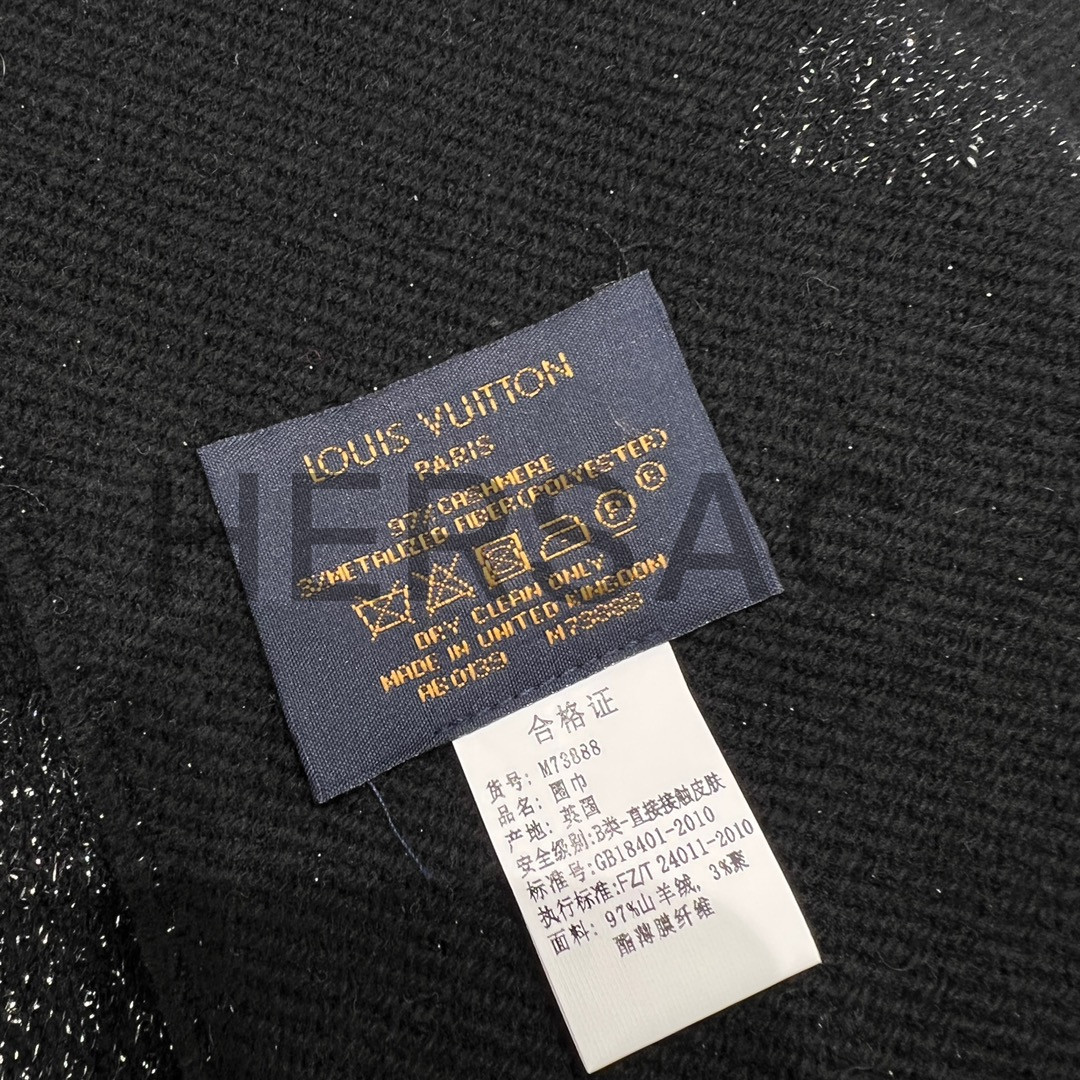 LOUIS VUITTON
PARIS
97% CASHMERE
3%METALIZED FIBER(POLYESTER)
P
DRY CLEAN ONLY
MADE IN UNITED KINGDOM
AG0139 M73888
合格证
货号: M73888
品名: 围巾
产地: 英国
安全级别:B类-直接接触皮肤
标准号:GB18401-2010
执行标准:FZ/T 24011-2010
面料: 97%山羊绒, 3%聚
酯薄膜纤维